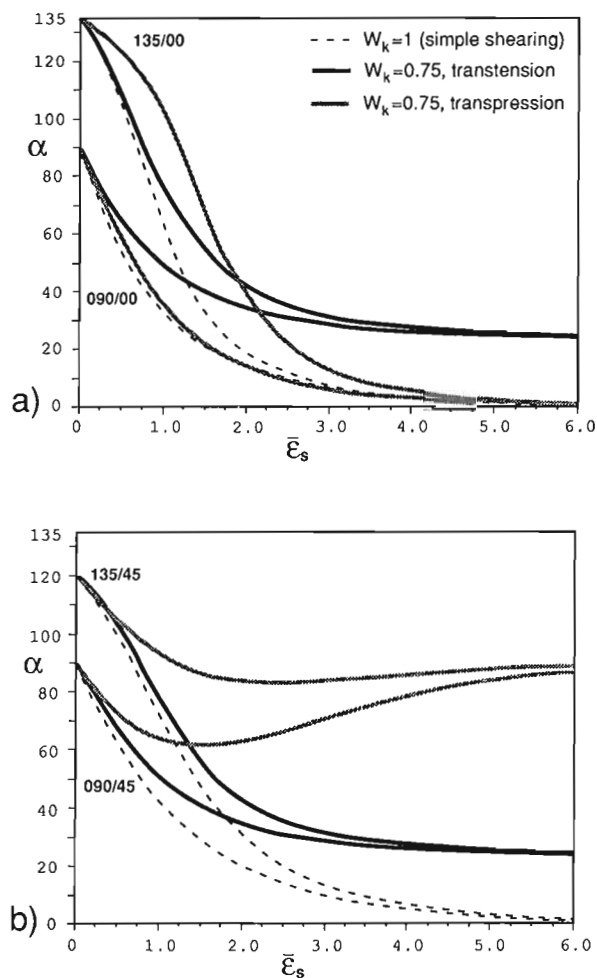 135
120
100
80
60
40
20
0
α
135/00
090/00
W_k=1 (simple shearing)
W_k=0.75, transtension
W_k=0.75, transpression
0 1.0 2.0 3.0 4.0 5.0 6.0
ε̄_s
a)
135
120
100
80
60
40
20
0
α
135/45
090/45
0 1.0 2.0 3.0 4.0 5.0 6.0
ε̄_s
b)